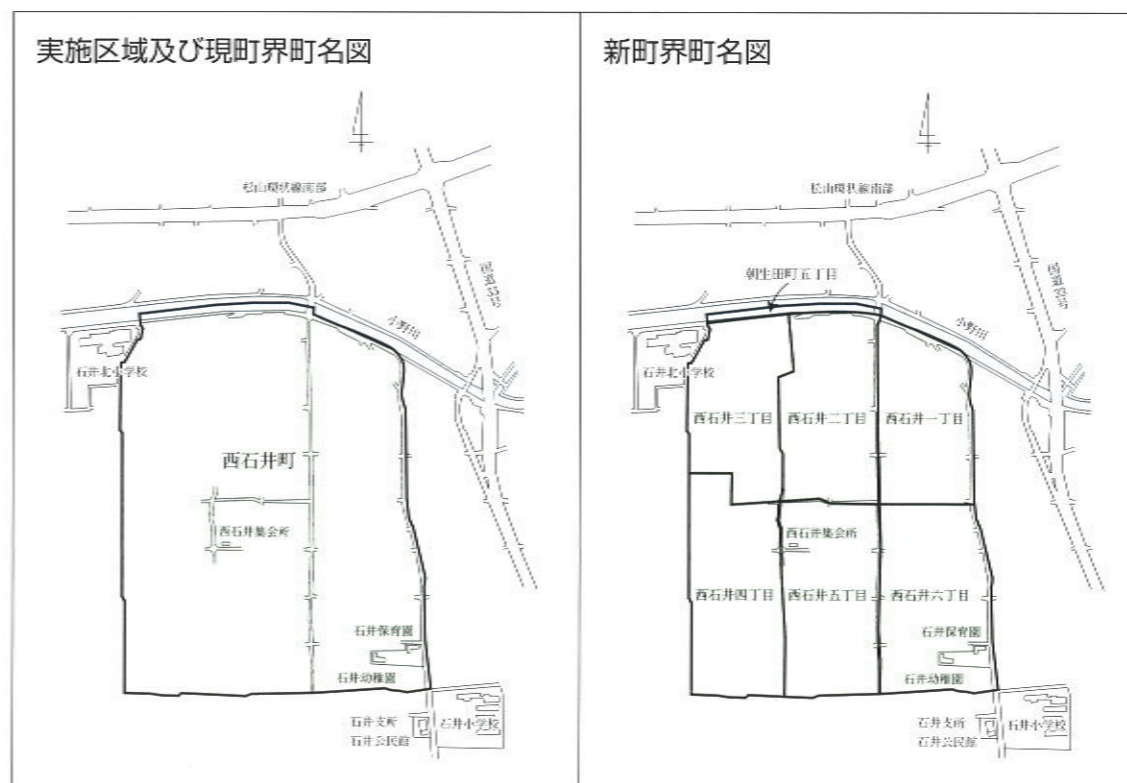 実施区域及び現町界町名図
松山環状線南部
国道33号
小野川
石井北小学校
西石井町
西石井集会所
石井保育園
石井幼稚園
石井支所
石井小学校
石井公民館
新町界町名図
松山環状線南部
朝生田町五丁目
国道33号
小野川
石井北小学校
西石井三丁目
西石井二丁目
西石井一丁目
西石井集会所
西石井四丁目
西石井五丁目
西石井六丁目
石井保育園
石井幼稚園
石井支所
石井小学校
石井公民館